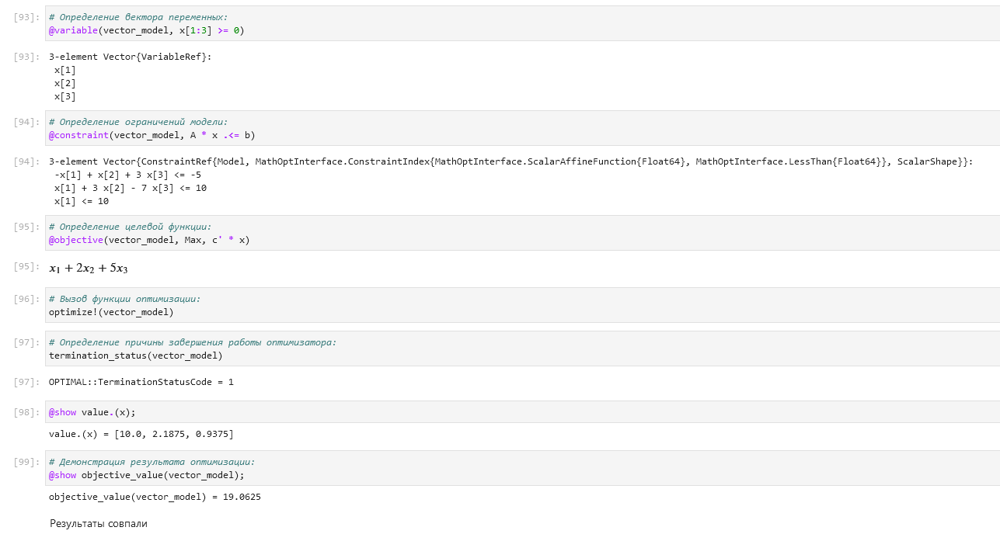 [93]: # Определение вектора переменных:
@variable(vector_model, x[1:3] >= 0)
[93]: 3-element Vector{VariableRef}:
x[1]
x[2]
x[3]
[94]: # Определение ограничений модели:
@constraint(vector_model, A * x .<= b)
[94]: 3-element Vector{ConstraintRef{Model, MathOptInterface.ConstraintIndex{MathOptInterface.ScalarAffineFunction{Float64}, MathOptInterface.LessThan{Float64}}, ScalarShape}}:
-x[1] + x[2] + 3 x[3] <= -5
x[1] + 3 x[2] - 7 x[3] <= 10
x[1] <= 10
[95]: # Определение целевой функции:
@objective(vector_model, Max, c' * x)
[95]: x₁ + 2x₂ + 5x₃
[96]: # Вызов функции оптимизации:
optimize!(vector_model)
[97]: # Определение причины завершения работы оптимизатора:
termination_status(vector_model)
[97]: OPTIMAL::TerminationStatusCode = 1
[98]: @show value.(x);
value.(x) = [10.0, 2.1875, 0.9375]
[99]: # Демонстрация результата оптимизации:
@show objective_value(vector_model);
objective_value(vector_model) = 19.0625
Результаты совпали